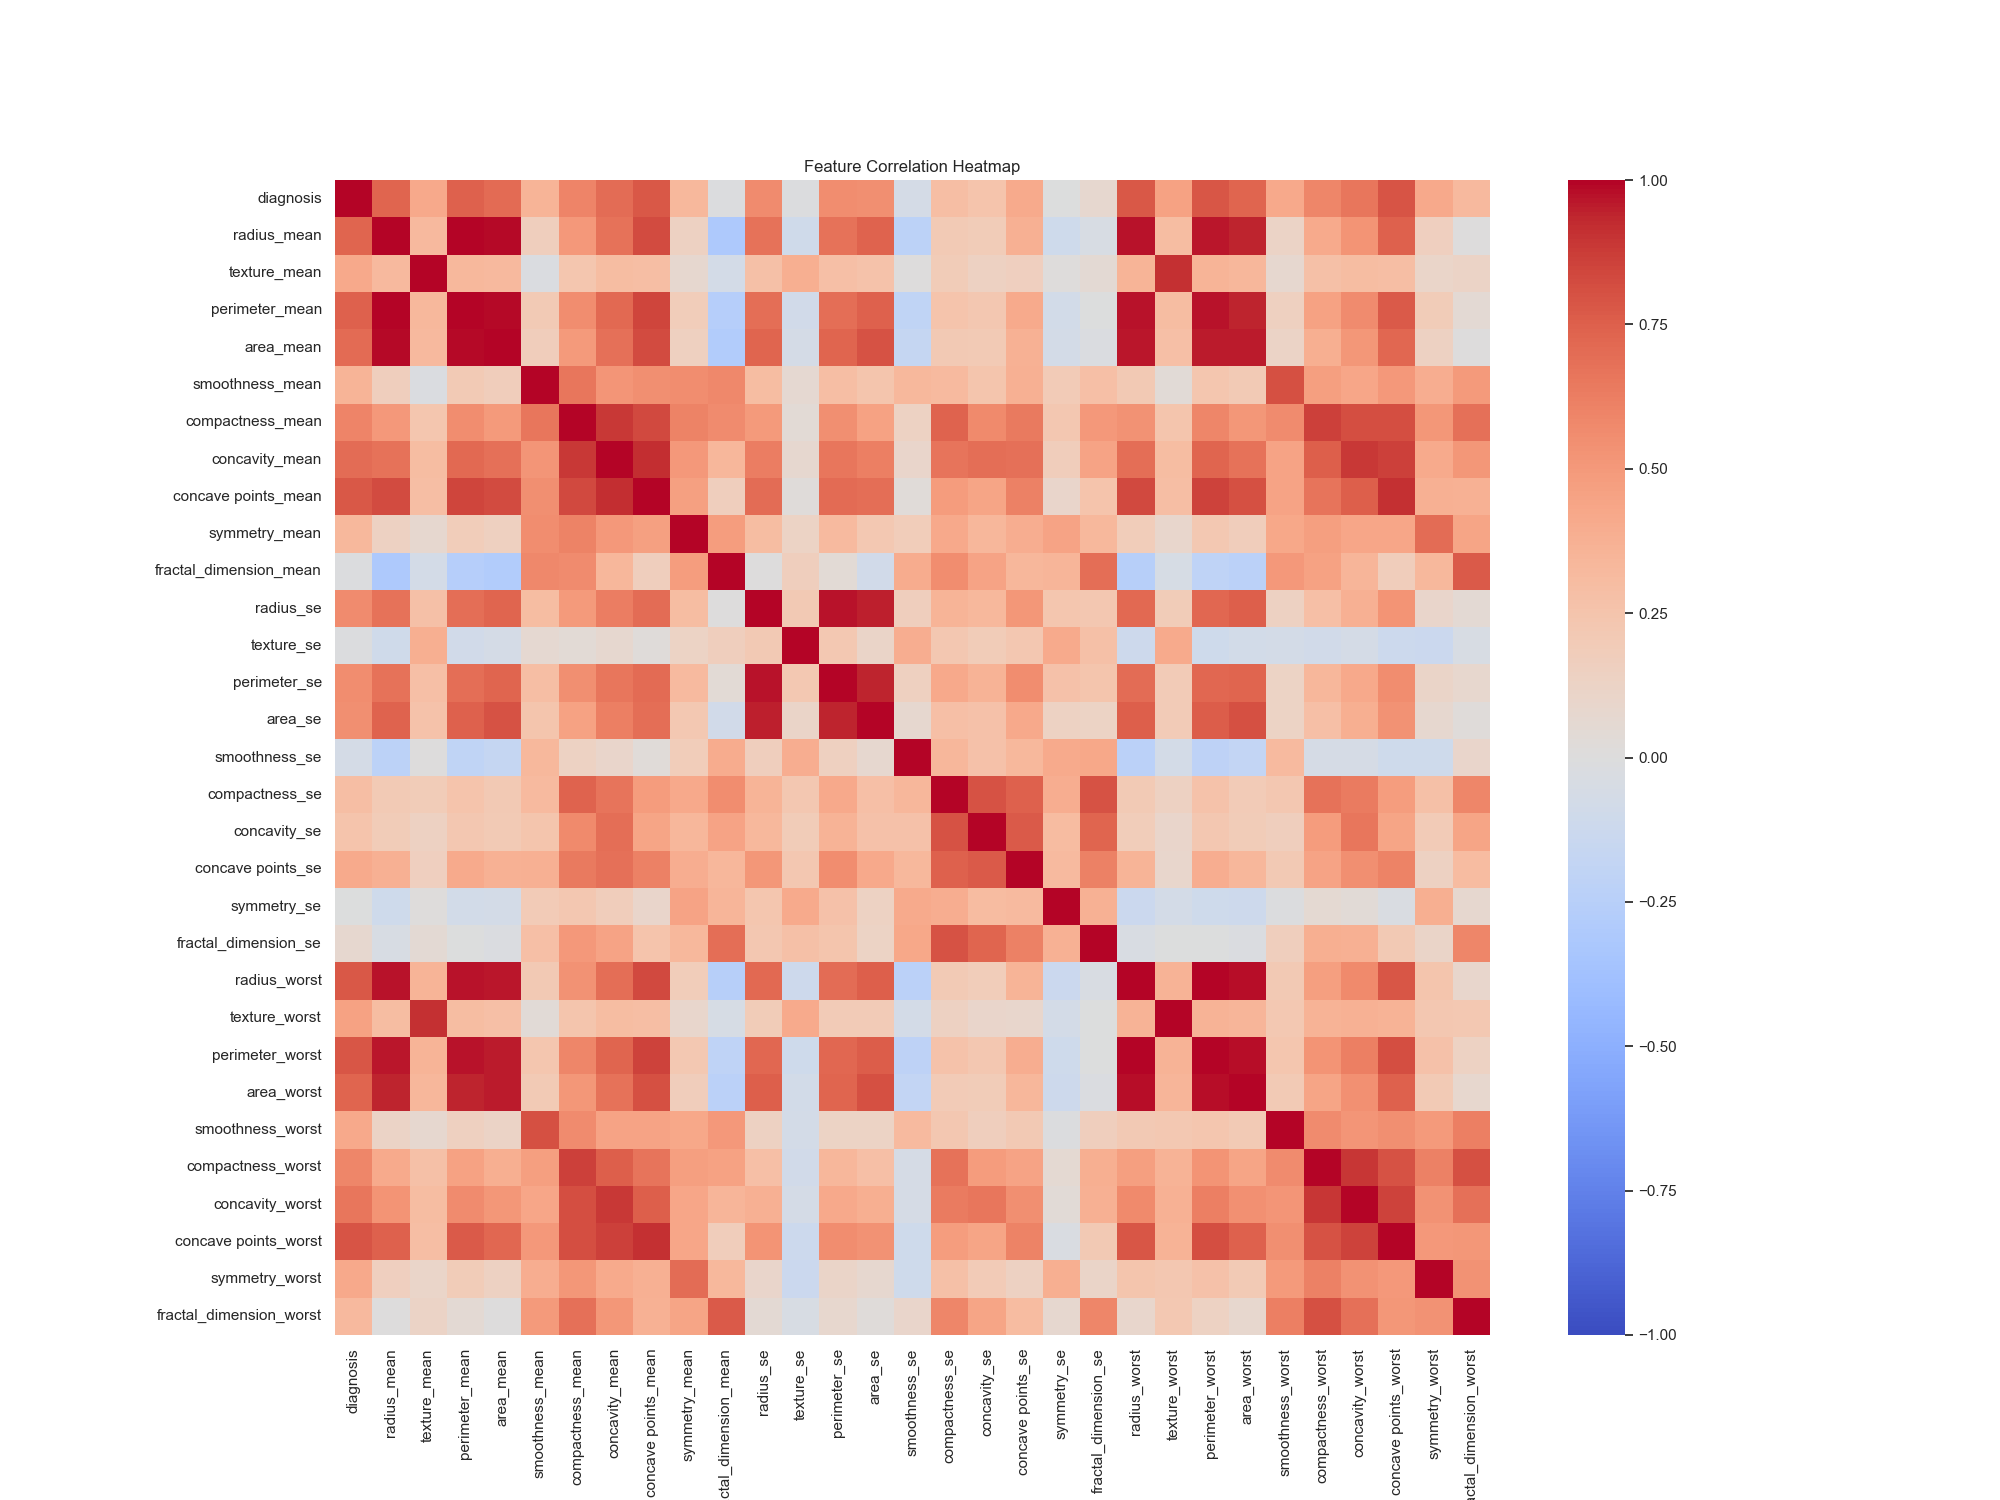 Feature Correlation Heatmap
diagnosis
radius_mean
texture_mean
perimeter_mean
area_mean
smoothness_mean
compactness_mean
concavity_mean
concave points_mean
symmetry_mean
fractal_dimension_mean
radius_se
texture_se
perimeter_se
area_se
smoothness_se
compactness_se
concavity_se
concave points_se
symmetry_se
fractal_dimension_se
radius_worst
texture_worst
perimeter_worst
area_worst
smoothness_worst
compactness_worst
concavity_worst
concave points_worst
symmetry_worst
fractal_dimension_worst
diagnosis
radius_mean
texture_mean
perimeter_mean
area_mean
smoothness_mean
compactness_mean
concavity_mean
concave points_mean
symmetry_mean
ctal_dimension_mean
radius_se
texture_se
perimeter_se
area_se
smoothness_se
compactness_se
concavity_se
concave points_se
symmetry_se
fractal_dimension_se
radius_worst
texture_worst
perimeter_worst
area_worst
smoothness_worst
compactness_worst
concavity_worst
concave points_worst
symmetry_worst
actal_dimension_worst
1.00
0.75
0.50
0.25
0.00
−0.25
−0.50
−0.75
−1.00